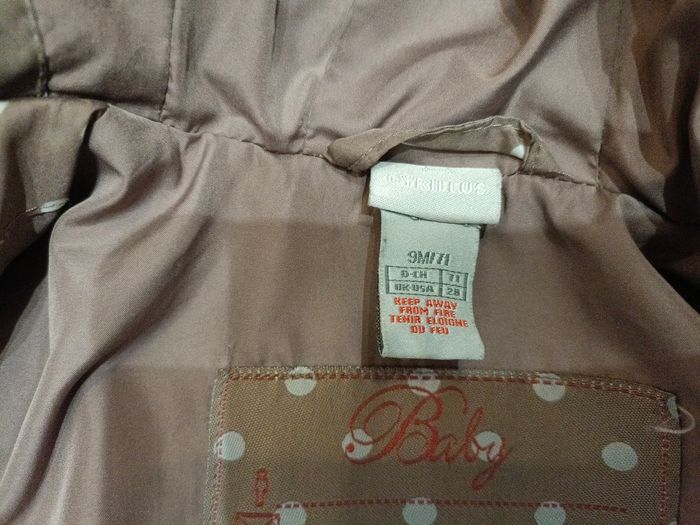 9M/71
D-CH 71
UK-USA 28
KEEP AWAY
FROM FIRE
TENIR ELOIGNE
DU FEU
Baby